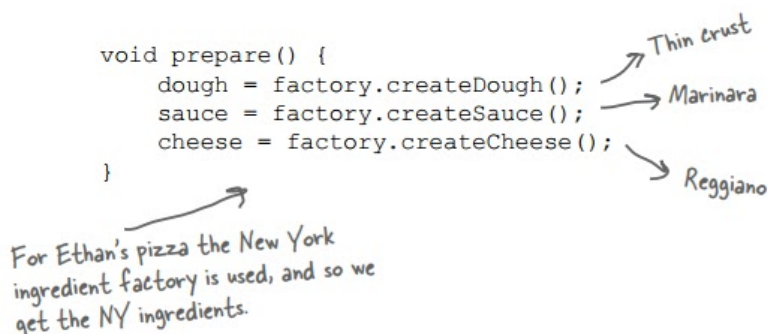 void prepare() {
dough = factory.createDough();
sauce = factory.createSauce();
cheese = factory.createCheese();
}
Thin crust
Marinara
Reggiano
For Ethan's pizza the New York
ingredient factory is used, and so we
get the NY ingredients.